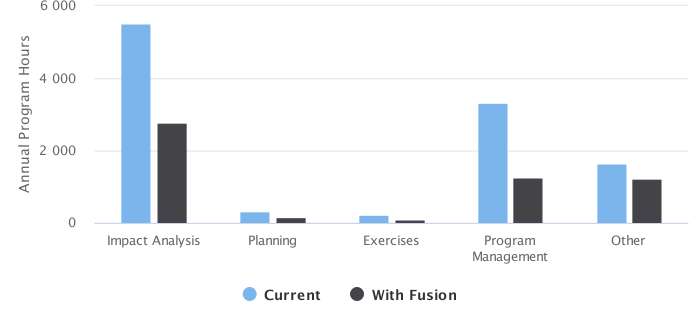 6 000
4 000
2 000
0
Annual Program Hours
Impact Analysis
Planning
Exercises
Program
Management
Other
Current
With Fusion